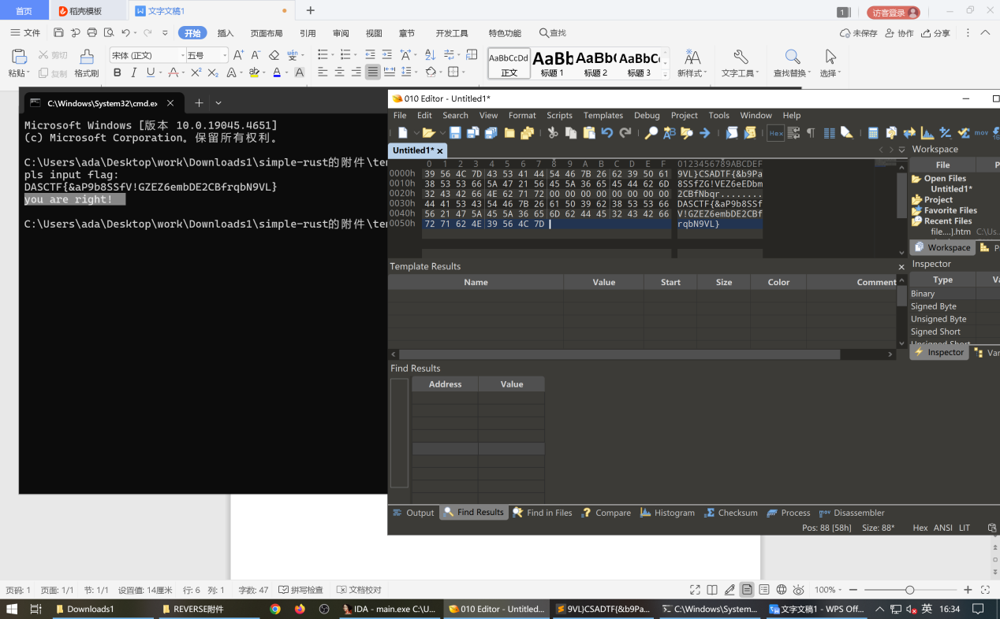 首页
稻壳模板
文字文稿1
1
访客登录
文件
开始
插入
页面布局
引用
审阅
视图
章节
开发工具
特色功能
查找
未保存
协作
分享
粘贴
剪切
复制
格式刷
宋体 (正文)
五号
AaBbCcDd
正文
AaBb
标题 1
AaBb(
标题 2
AaBbC
标题 3
新样式
文字工具
查找替换
选择
C:\Windows\System32\cmd.ex
Microsoft Windows [版本 10.0.19045.4651]
(c) Microsoft Corporation。保留所有权利。
C:\Users\ada\Desktop\work\Downloads1\simple-rust的附件\tem
pls input flag:
DASCTF{&aP9b8SSfV!GZEZ6embDE2CBfrqbN9VL}
you are right!
C:\Users\ada\Desktop\work\Downloads1\simple-rust的附件\tem
010 Editor - Untitled1*
File Edit Search View Format Scripts Templates Debug Project Tools Window Help
Untitled1*
0 1 2 3 4 5 6 7 8 9 A B C D E F 0123456789ABCDEF
0000h 39 56 4C 7D 43 53 41 44 54 46 7B 26 62 39 50 61 9VL}CSADTF{&b9Pa
0010h 38 53 53 66 5A 47 21 56 45 5A 36 65 45 44 62 6D 8SSfZG!VEZ6eEDbm
0020h 32 43 42 66 4E 62 71 72 00 00 00 00 00 00 00 00 2CBfNbqr........
0030h 44 41 53 43 54 46 7B 26 61 50 39 62 38 53 53 66 DASCTF{&aP9b8SSf
0040h 56 21 47 5A 45 5A 36 65 6D 62 44 45 32 43 42 66 V!GZEZ6embDE2CBf
0050h 72 71 62 4E 39 56 4C 7D rqbN9VL}
Template Results
Name Value Start Size Color Comment
Find Results
Address Value
Workspace
File P
Open Files
Untitled1*
Project
Favorite Files
Recent Files
file....].htm C:\Us...
Workspace P
Inspector
Type Va
Binary
Signed Byte
Unsigned Byte
Signed Short
Unsigned Short
Inspector Var
Output Find Results Find in Files Compare Histogram Checksum Process Disassembler
Pos: 88 [58h] Size: 88* Hex ANSI LIT
页码: 1 页面: 1/1 节: 1/1 设置值: 14厘米 行: 6 列: 1 字数: 47 拼写检查 文档校对 100%
Downloads1 REVERSE附件 IDA - main.exe C:\U... 010 Editor - Untitled... 9VL}CSADTF{&b9Pa... C:\Windows\System... 文字文稿1 - WPS Off... 英 16:34